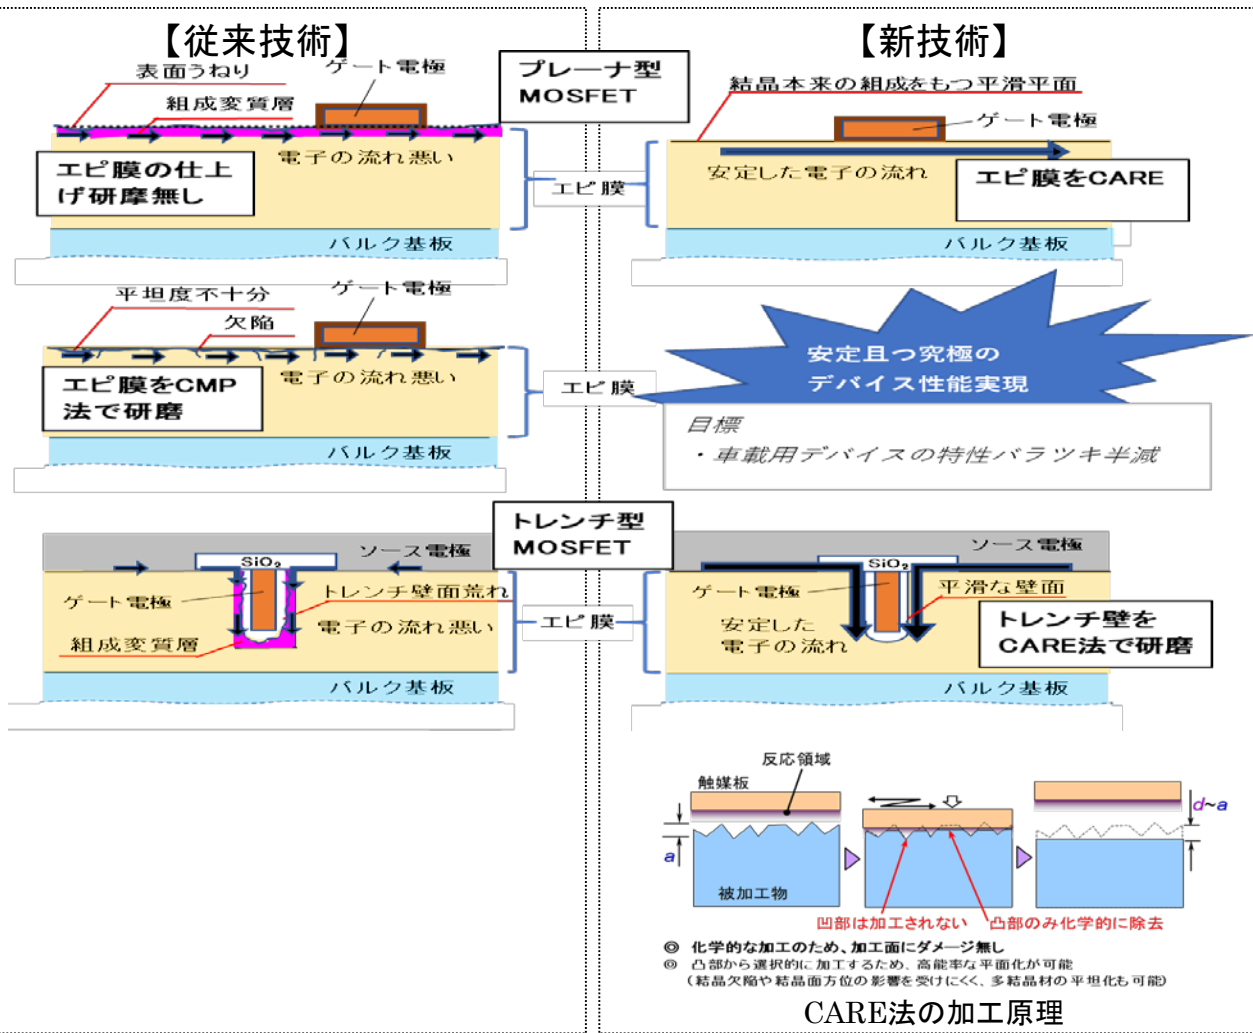 【従来技術】
表面うねり
ゲート電極
組成変質層
プレーナ型
MOSFET
電子の流れ悪い
エピ膜の仕上
げ研摩無し
エピ膜
バルク基板
平坦度不十分
ゲート電極
欠陥
電子の流れ悪い
エピ膜をCMP
法で研磨
エピ膜
バルク基板
トレンチ型
MOSFET
ソース電極
SiO₂
ゲート電極
トレンチ壁面荒れ
電子の流れ悪い
組成変質層
エピ膜
バルク基板
【新技術】
結晶本来の組成をもつ平滑平面
ゲート電極
安定した電子の流れ
エピ膜をCARE
バルク基板
安定且つ究極の
デバイス性能実現
目標
・車載用デバイスの特性バラツキ半減
ソース電極
SiO₂
ゲート電極
平滑な壁面
安定した
電子の流れ
トレンチ壁を
CARE法で研磨
バルク基板
反応領域
触媒板
d~a
a
被加工物
凹部は加工されない
凸部のみ化学的に除去
◎ 化学的な加工のため、加工面にダメージ無し
◎ 凸部から選択的に加工するため、高能率な平面化が可能
(結晶欠陥や結晶面方位の影響を受けにくく、多結晶材の平坦化も可能)
CARE法の加工原理